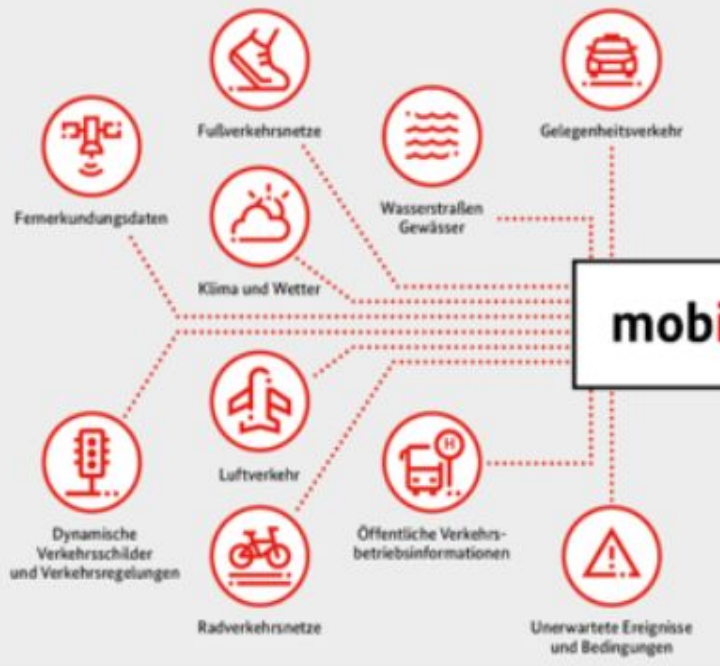 Fußverkehrsnetze
Gelegenheitsverkehr
Wasserstraßen
Gewässer
Fernerkundungsdaten
Klima und Wetter
mobi
Luftverkehr
H
Dynamische
Verkehrsschilder
und Verkehrsregelungen
Öffentliche Verkehrs-
betriebsinformationen
Radverkehrsnetze
Unerwartete Ereignisse
und Bedingungen